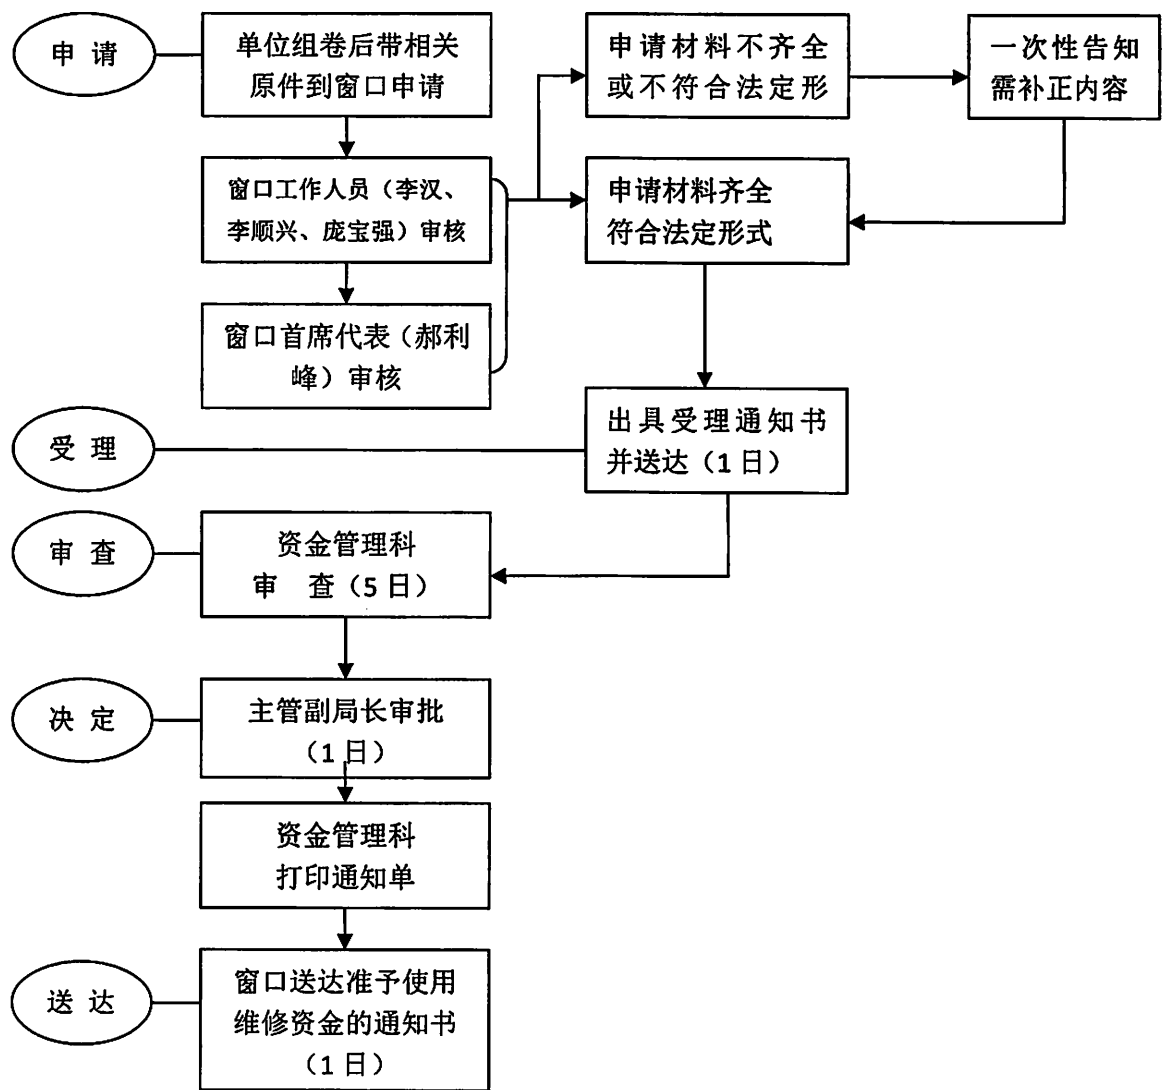 申 请
单位组卷后带相关
原件到窗口申请
申请材料不齐全
或不符合法定形
一次性告知
需补正内容
窗口工作人员（李汉、
李顺兴、庞宝强）审核
申请材料齐全
符合法定形式
窗口首席代表（郝利
峰）审核
受 理
出具受理通知书
并送达（1日）
审 查
资金管理科
审 查（5日）
决 定
主管副局长审批
（1日）
资金管理科
打印通知单
送 达
窗口送达准予使用
维修资金的通知书
（1日）